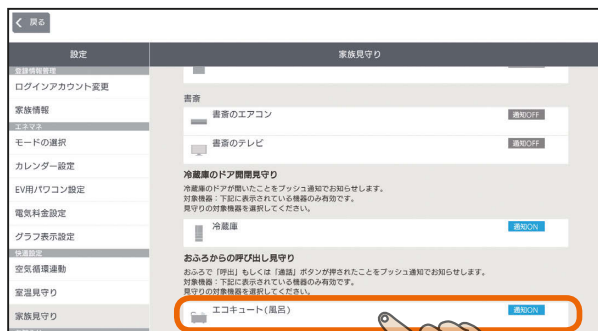 戻る
設定
家族見守り
登録情報管理
ログインアカウント変更
家族情報
エネマネ
モードの選択
カレンダー設定
EV用パワコン設定
電気料金設定
グラフ表示設定
快適設定
空気循環連動
室温見守り
家族見守り
書斎
書斎のエアコン
通知OFF
書斎のテレビ
通知OFF
冷蔵庫のドア開閉見守り
冷蔵庫のドアが開いたことをプッシュ通知でお知らせします。
対象機器：下記に表示されている機器のみ有効です。
見守りの対象機器を選択してください。
冷蔵庫
通知ON
おふろからの呼び出し見守り
おふろで「呼出」もしくは「通話」ボタンが押されたことをプッシュ通知でお知らせします。
対象機器：下記に表示されている機器のみ有効です。
見守りの対象機器を選択してください。
エコキュート(風呂)
通知ON